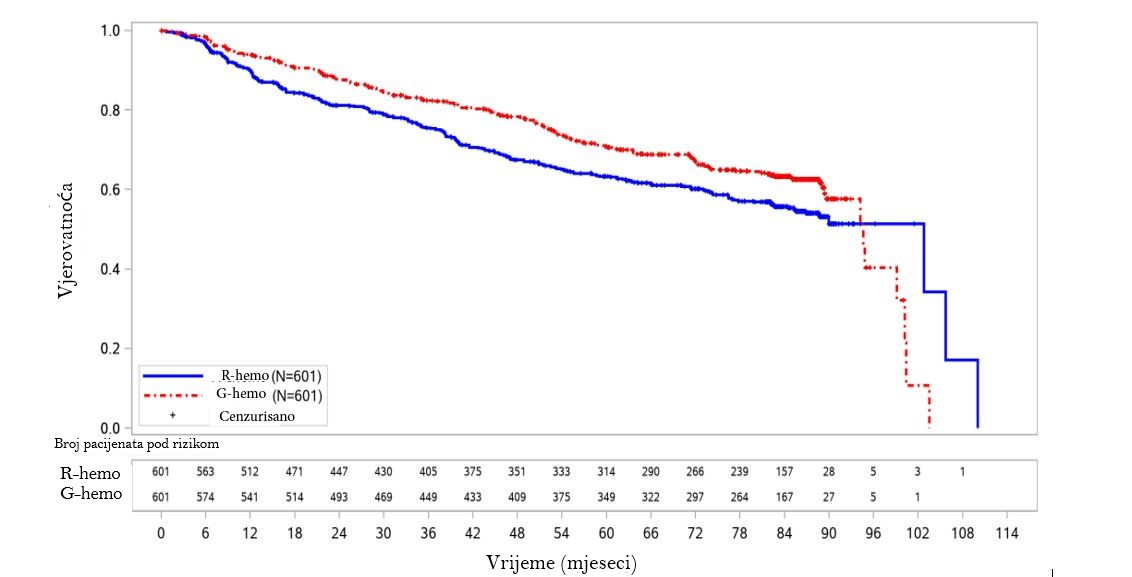 1.0
0.8
0.6
0.4
0.2
0.0
Vjerovatnoća
R-hemo (N=601)
G-hemo (N=601)
+ Cenzurisano
Broj pacijenata pod rizikom
R-hemo 601 563 512 471 447 430 405 375 351 333 314 290 266 239 157 28 5 3 1
G-hemo 601 574 541 514 493 469 449 433 409 375 349 322 297 264 167 27 5 1
0 6 12 18 24 30 36 42 48 54 60 66 72 78 84 90 96 102 108 114
Vrijeme (mjeseci)